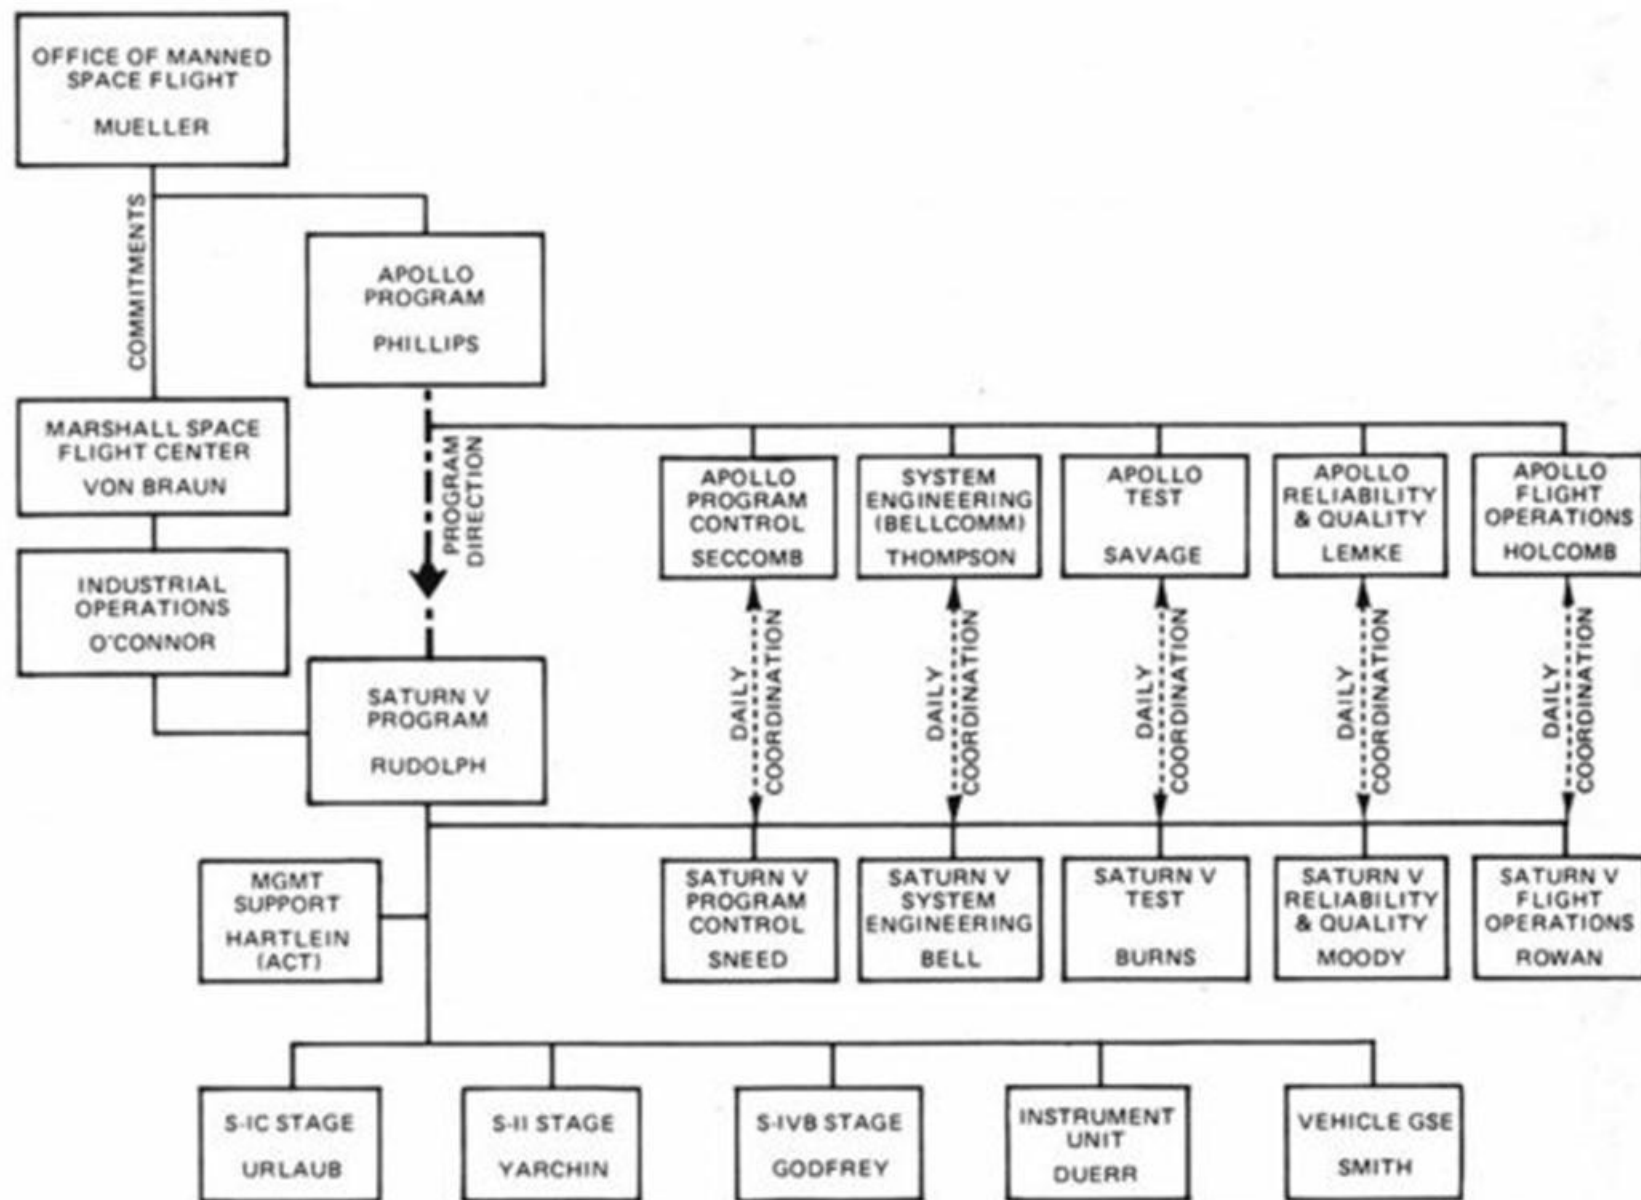 OFFICE OF MANNED
SPACE FLIGHT
MUELLER
COMMITMENTS
APOLLO
PROGRAM
PHILLIPS
MARSHALL SPACE
FLIGHT CENTER
VON BRAUN
PROGRAM
DIRECTION
INDUSTRIAL
OPERATIONS
O'CONNOR
APOLLO
PROGRAM
CONTROL
SECCOMB
SYSTEM
ENGINEERING
(BELLCOMM)
THOMPSON
APOLLO
TEST
SAVAGE
APOLLO
RELIABILITY
& QUALITY
LEMKE
APOLLO
FLIGHT
OPERATIONS
HOLCOMB
DAILY
COORDINATION
DAILY
COORDINATION
DAILY
COORDINATION
DAILY
COORDINATION
DAILY
COORDINATION
SATURN V
PROGRAM
RUDOLPH
MGMT
SUPPORT
HARTLEIN
(ACT)
SATURN V
PROGRAM
CONTROL
SNEED
SATURN V
SYSTEM
ENGINEERING
BELL
SATURN V
TEST
BURNS
SATURN V
RELIABILITY
& QUALITY
MOODY
SATURN V
FLIGHT
OPERATIONS
ROWAN
S-IC STAGE
URLAUB
S-II STAGE
YARCHIN
S-IVB STAGE
GODFREY
INSTRUMENT
UNIT
DUERR
VEHICLE GSE
SMITH